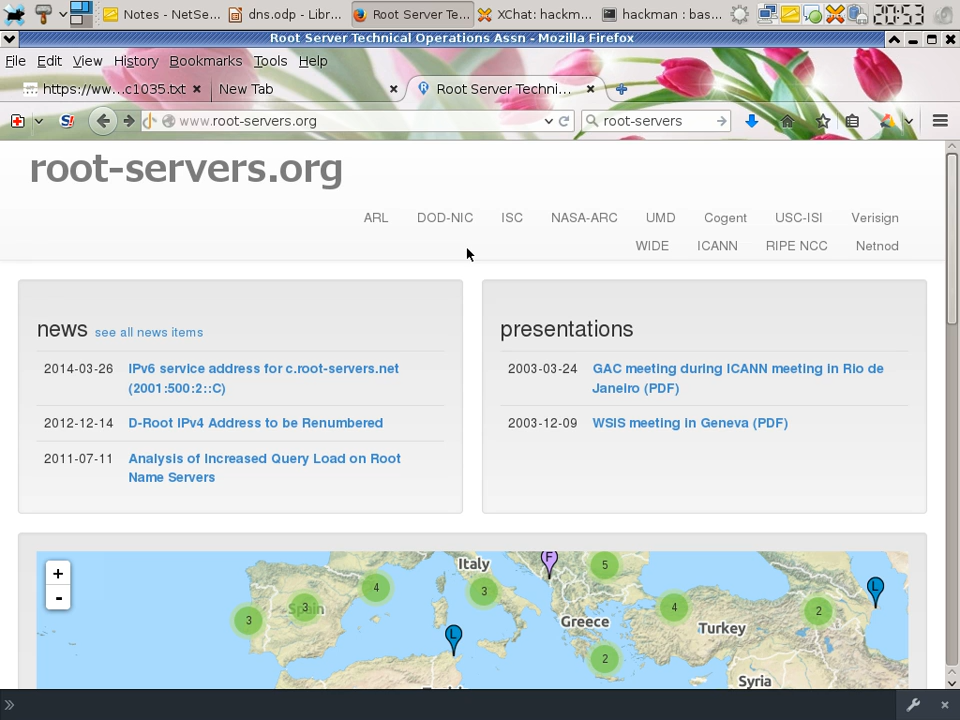 Notes - NetSe...
dns.odp - Libr...
Root Server Te...
XChat: hackm...
hackman : bas...
20:53
Root Server Technical Operations Assn - Mozilla Firefox
File Edit View History Bookmarks Tools Help
https://ww...c1035.txt
New Tab
Root Server Techni...
www.root-servers.org
root-servers
root-servers.org
ARL DOD-NIC ISC NASA-ARC UMD Cogent USC-ISI Verisign
WIDE ICANN RIPE NCC Netnod
news see all news items
2014-03-26 IPv6 service address for c.root-servers.net
(2001:500:2::C)
2012-12-14 D-Root IPv4 Address to be Renumbered
2011-07-11 Analysis of Increased Query Load on Root
Name Servers
presentations
2003-03-24 GAC meeting during ICANN meeting in Rio de
Janeiro (PDF)
2003-12-09 WSIS meeting in Geneva (PDF)
+
-
Italy
F
5
4
3
L
3
Spain
3
4
2
Greece
Turkey
L
2
Syria